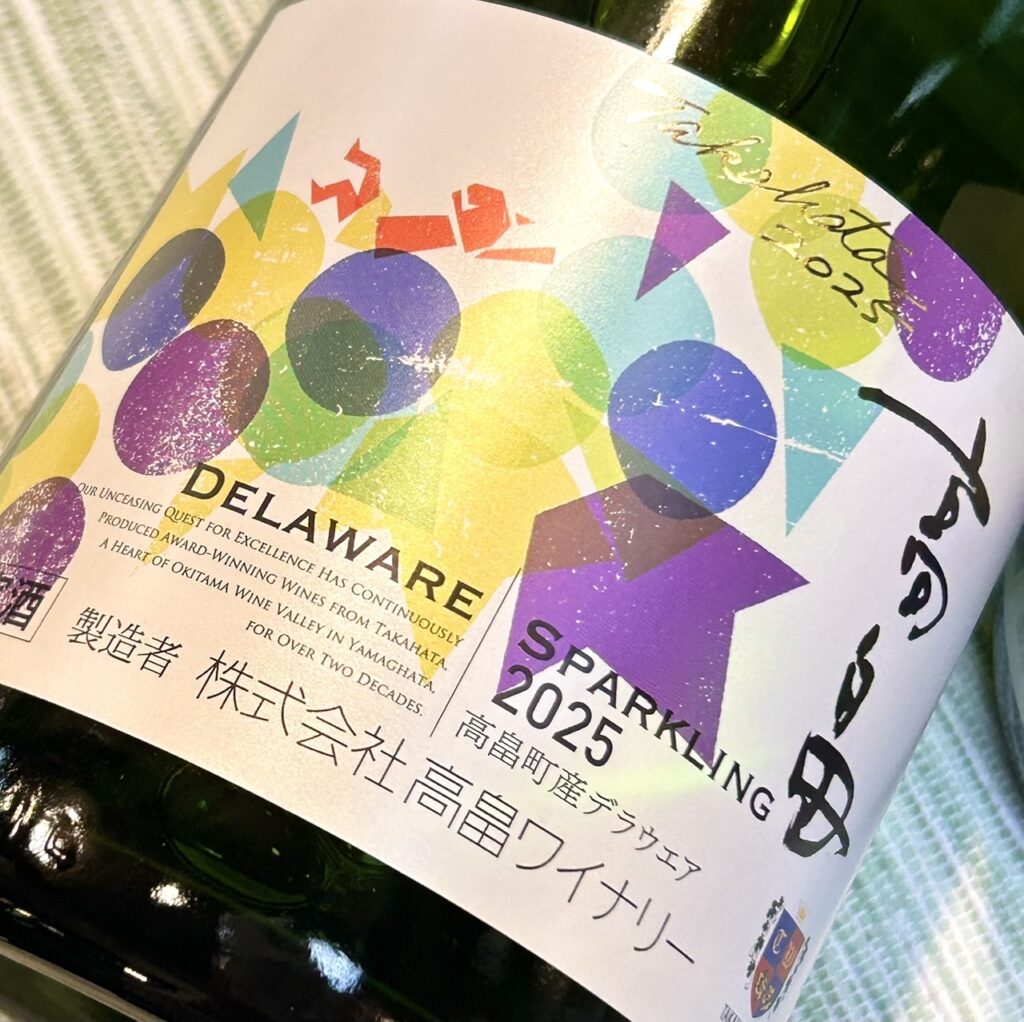 Takahata
2025
DELAWARE
OUR UNCEASING QUEST FOR EXCELLENCE HAS CONTINUOUSLY
PRODUCED AWARD-WINNING WINES FROM TAKAHATA,
A HEART OF OKITAMA WINE VALLEY IN YAMAGHATA,
FOR OVER TWO DECADES.
SPARKLING
2025
高畠町産デラウエア
酒
製造者 株式会社高畠ワイナリー